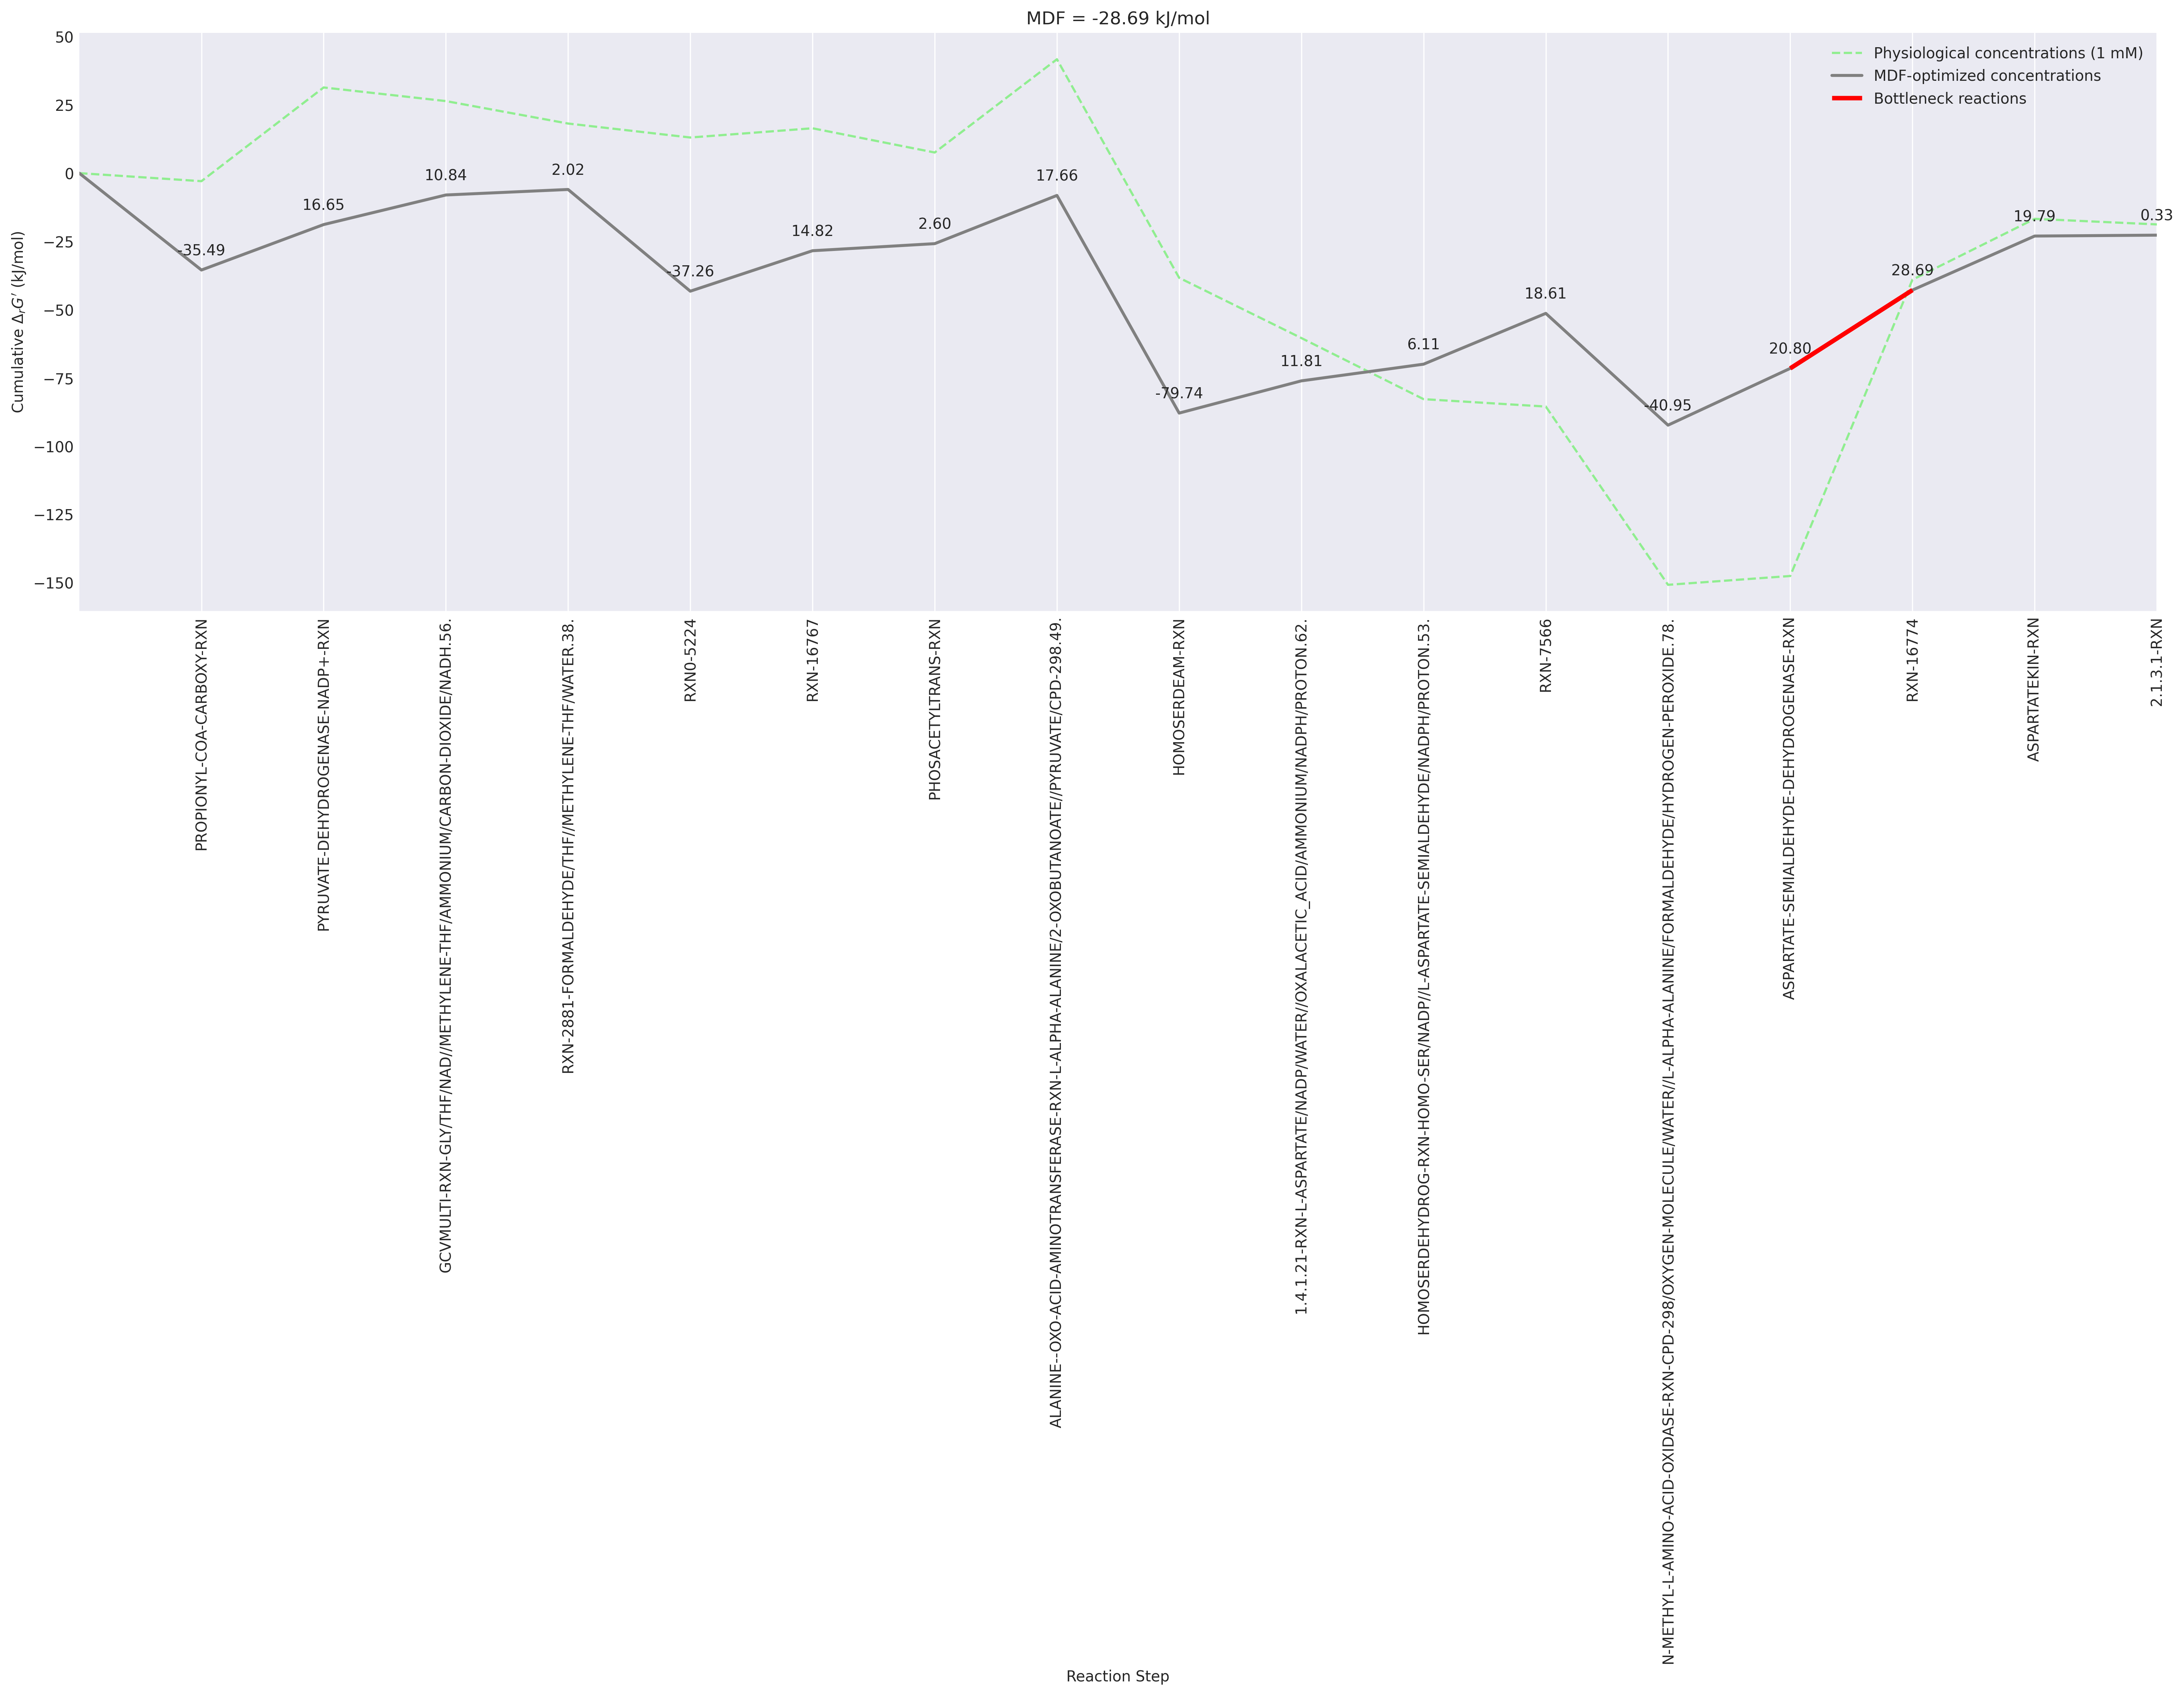 MDF = -28.69 kJ/mol
Physiological concentrations (1 mM)
MDF-optimized concentrations
Bottleneck reactions
Cumulative ΔrG′ (kJ/mol)
50
25
0
−25
−50
−75
−100
−125
−150
-35.49
16.65
10.84
2.02
-37.26
14.82
2.60
17.66
-79.74
11.81
6.11
18.61
-40.95
20.80
28.69
19.79
0.33
PROPIONYL-COA-CARBOXY-RXN
PYRUVATE-DEHYDROGENASE-NADP+-RXN
GCVMULTI-RXN-GLY/THF/NAD//METHYLENE-THF/AMMONIUM/CARBON-DIOXIDE/NADH.56.
RXN-2881-FORMALDEHYDE/THF//METHYLENE-THF/WATER.38.
RXN0-5224
RXN-16767
PHOSACETYLTRANS-RXN
ALANINE--OXO-ACID-AMINOTRANSFERASE-RXN-L-ALPHA-ALANINE/2-OXOBUTANOATE//PYRUVATE/CPD-298.49.
HOMOSERDEAM-RXN
1.4.1.21-RXN-L-ASPARTATE/NADP/WATER//OXALACETIC_ACID/AMMONIUM/NADPH/PROTON.62.
HOMOSERDEHYDROG-RXN-HOMO-SER/NADP//L-ASPARTATE-SEMIALDEHYDE/NADPH/PROTON.53.
RXN-7566
N-METHYL-L-AMINO-ACID-OXIDASE-RXN-CPD-298/OXYGEN-MOLECULE/WATER//L-ALPHA-ALANINE/FORMALDEHYDE/HYDROGEN-PEROXIDE.78.
ASPARTATE-SEMIALDEHYDE-DEHYDROGENASE-RXN
RXN-16774
ASPARTATEKIN-RXN
2.1.3.1-RXN
Reaction Step